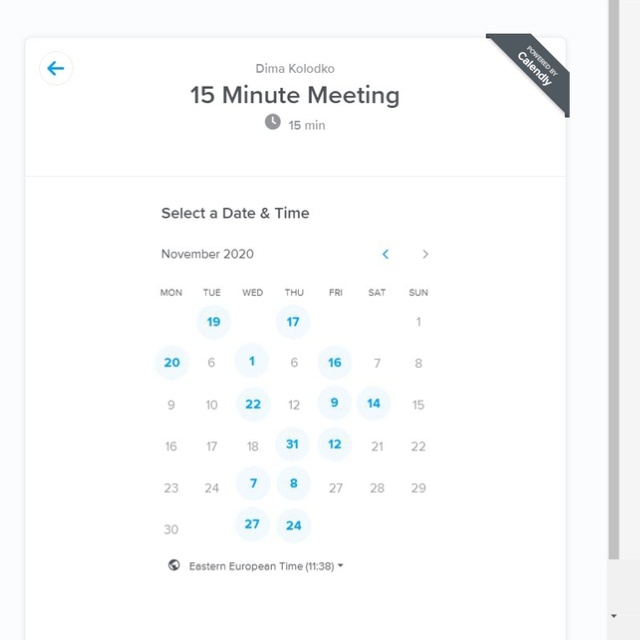 Dima Kolodko
15 Minute Meeting
15 min
POWERED BY
Calendly
Select a Date & Time
November 2020
MON TUE WED THU FRI SAT SUN
19 17 1
20 6 1 6 16 7 8
9 10 22 12 9 14 15
16 17 18 31 12 21 22
23 24 7 8 27 28 29
30 27 24
Eastern European Time (11:38)